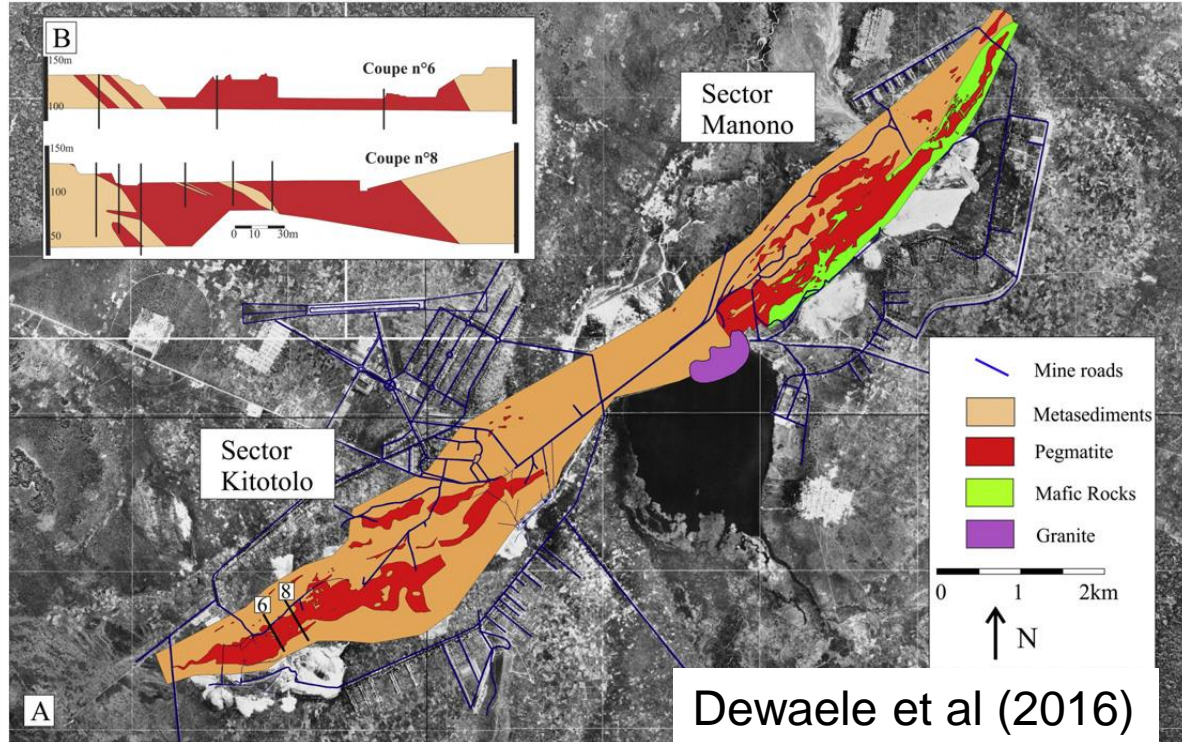 B
150m
100
Coupe n°6
150m
100
50
Coupe n°8
0 10 30m
Sector
Manono
Sector
Kitotolo
6
8
Mine roads
Metasediments
Pegmatite
Mafic Rocks
Granite
0 1 2km
N
A
Dewaele et al (2016)